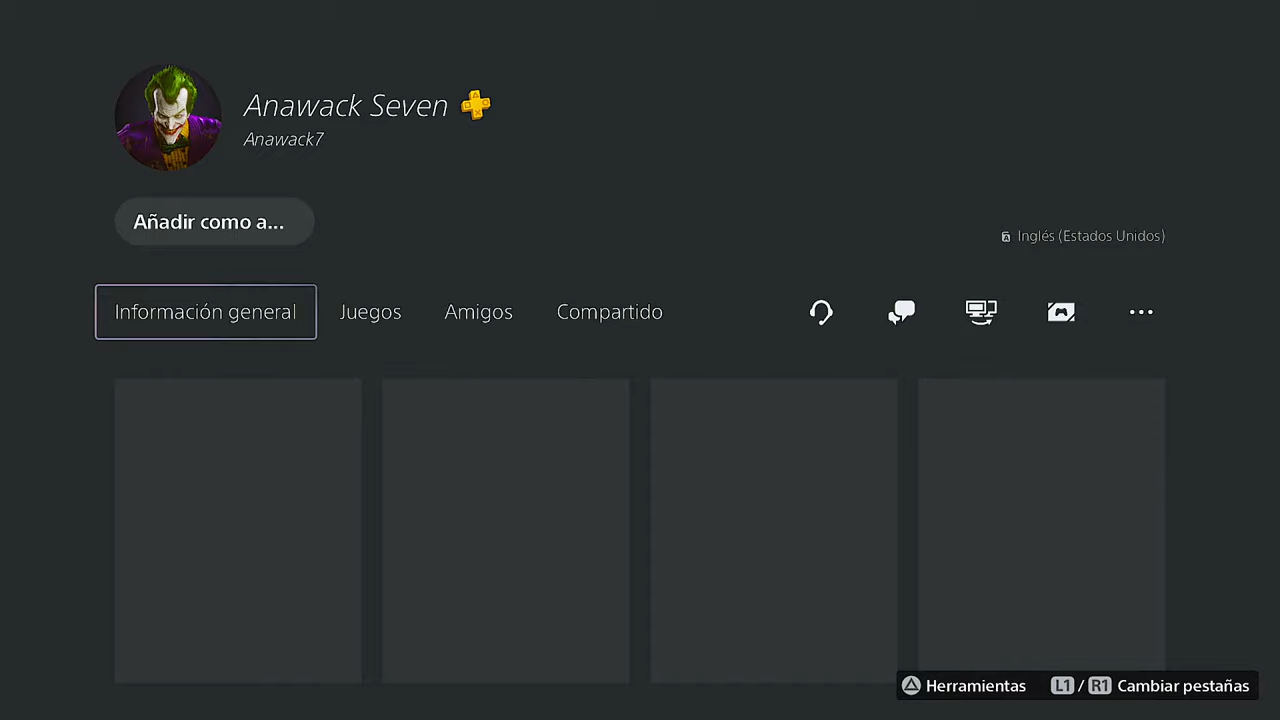 Anawack Seven
Anawack7
Añadir como a...
Inglés (Estados Unidos)
Información general Juegos Amigos Compartido
Herramientas L1 / R1 Cambiar pestañas